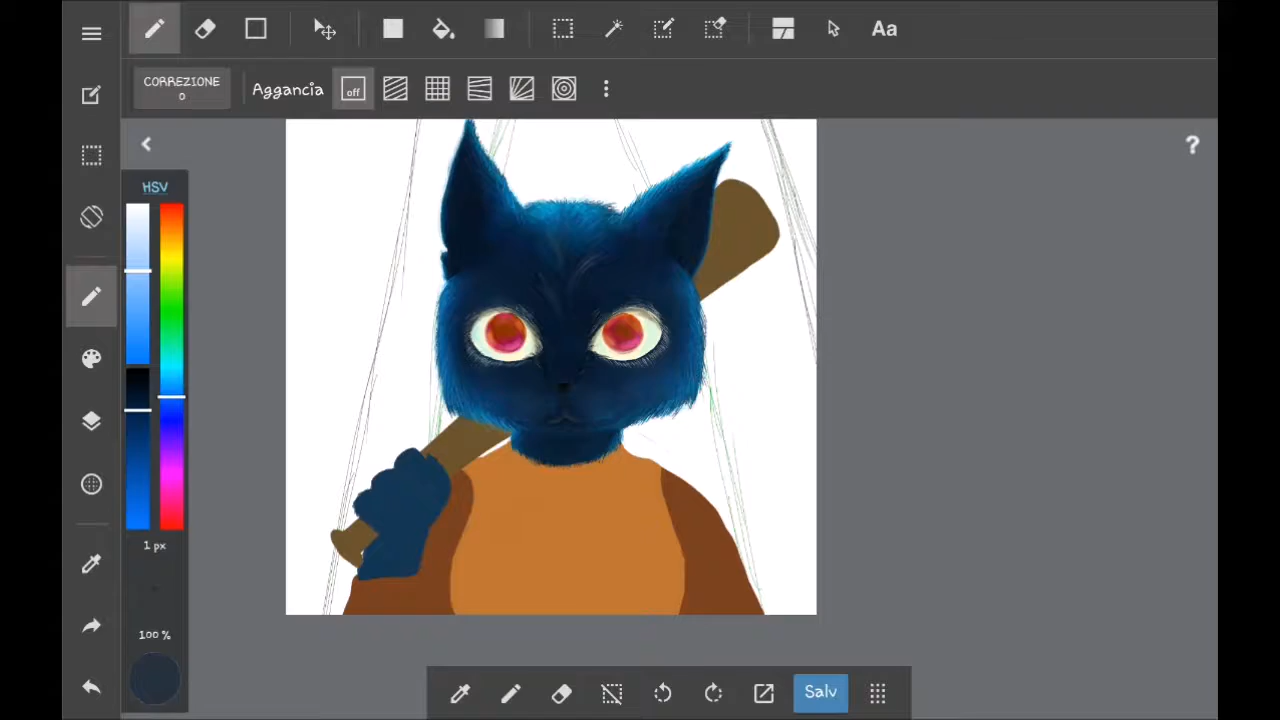 Aa
CORREZIONE
0
Aggancia
off
?
HSV
1 px
100 %
Salv